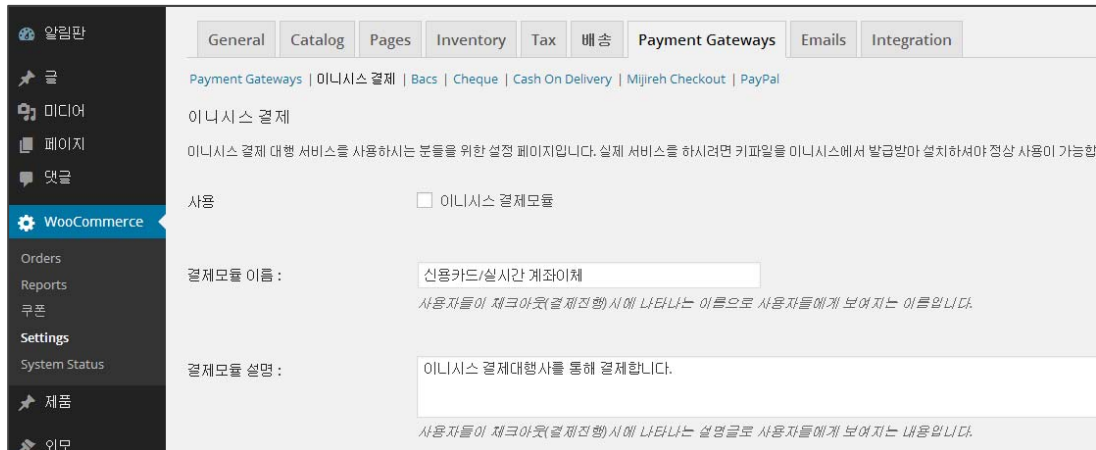 알림판
글
미디어
페이지
댓글
WooCommerce
Orders
Reports
쿠폰
Settings
System Status
제품
외모
General Catalog Pages Inventory Tax 배송 Payment Gateways Emails Integration
Payment Gateways | 이니시스 결제 | Bacs | Cheque | Cash On Delivery | Mijireh Checkout | PayPal
이니시스 결제
이니시스 결제 대행 서비스를 사용하시는 분들을 위한 설정 페이지입니다. 실제 서비스를 하시려면 키파일을 이니시스에서 발급받아 설치하셔야 정상 사용이 가능합
사용 이니시스 결제모듈
결제모듈 이름 : 신용카드/실시간 계좌이체
사용자들이 체크아웃(결제진행)시에 나타나는 이름으로 사용자들에게 보여지는 이름입니다.
결제모듈 설명 : 이니시스 결제대행사를 통해 결제합니다.
사용자들이 체크아웃(결제진행)시에 나타나는 설명글로 사용자들에게 보여지는 내용입니다.